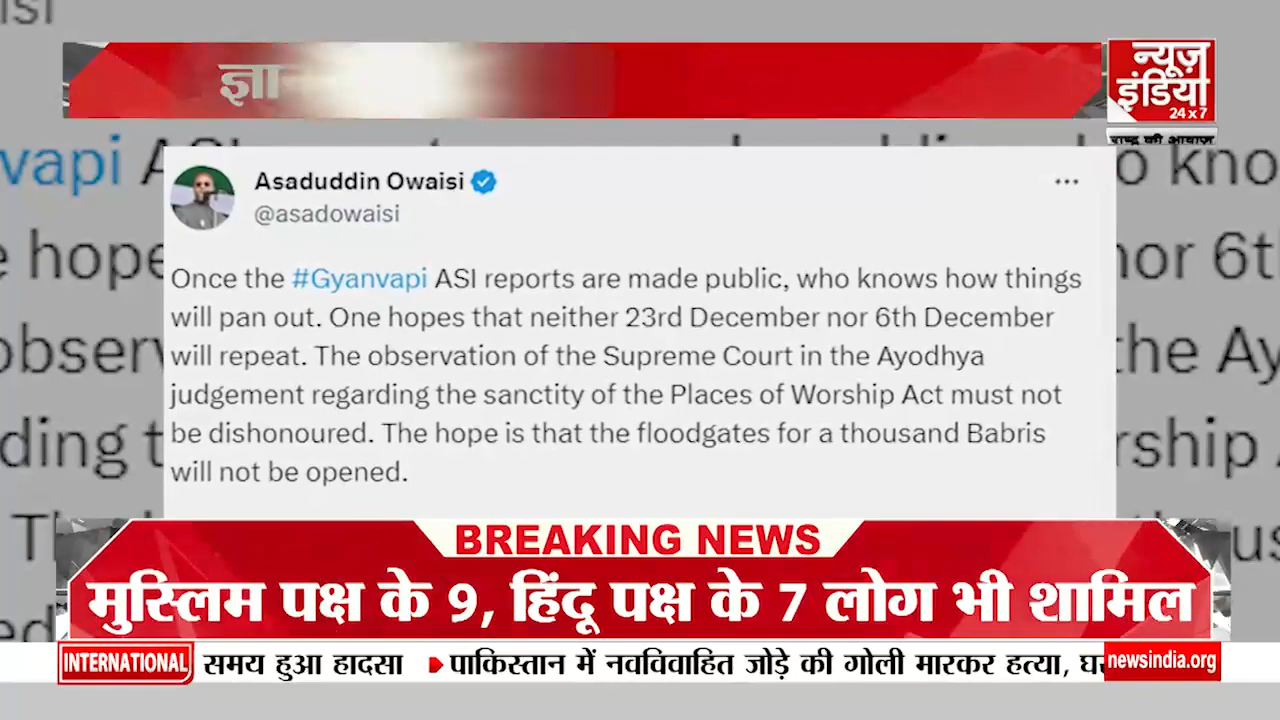 ज्ञा
न्यूज़
इंडिया
24x7
राष्ट्र की आवाज़
Asaduddin Owaisi
@asadowaisi
Once the #Gyanvapi ASI reports are made public, who knows how things
will pan out. One hopes that neither 23rd December nor 6th December
will repeat. The observation of the Supreme Court in the Ayodhya
judgement regarding the sanctity of the Places of Worship Act must not
be dishonoured. The hope is that the floodgates for a thousand Babris
will not be opened.
BREAKING NEWS
मुस्लिम पक्ष के 9, हिंदू पक्ष के 7 लोग भी शामिल
INTERNATIONAL समय हुआ हादसा पाकिस्तान में नवविवाहित जोड़े की गोली मारकर हत्या,
newsindia.org